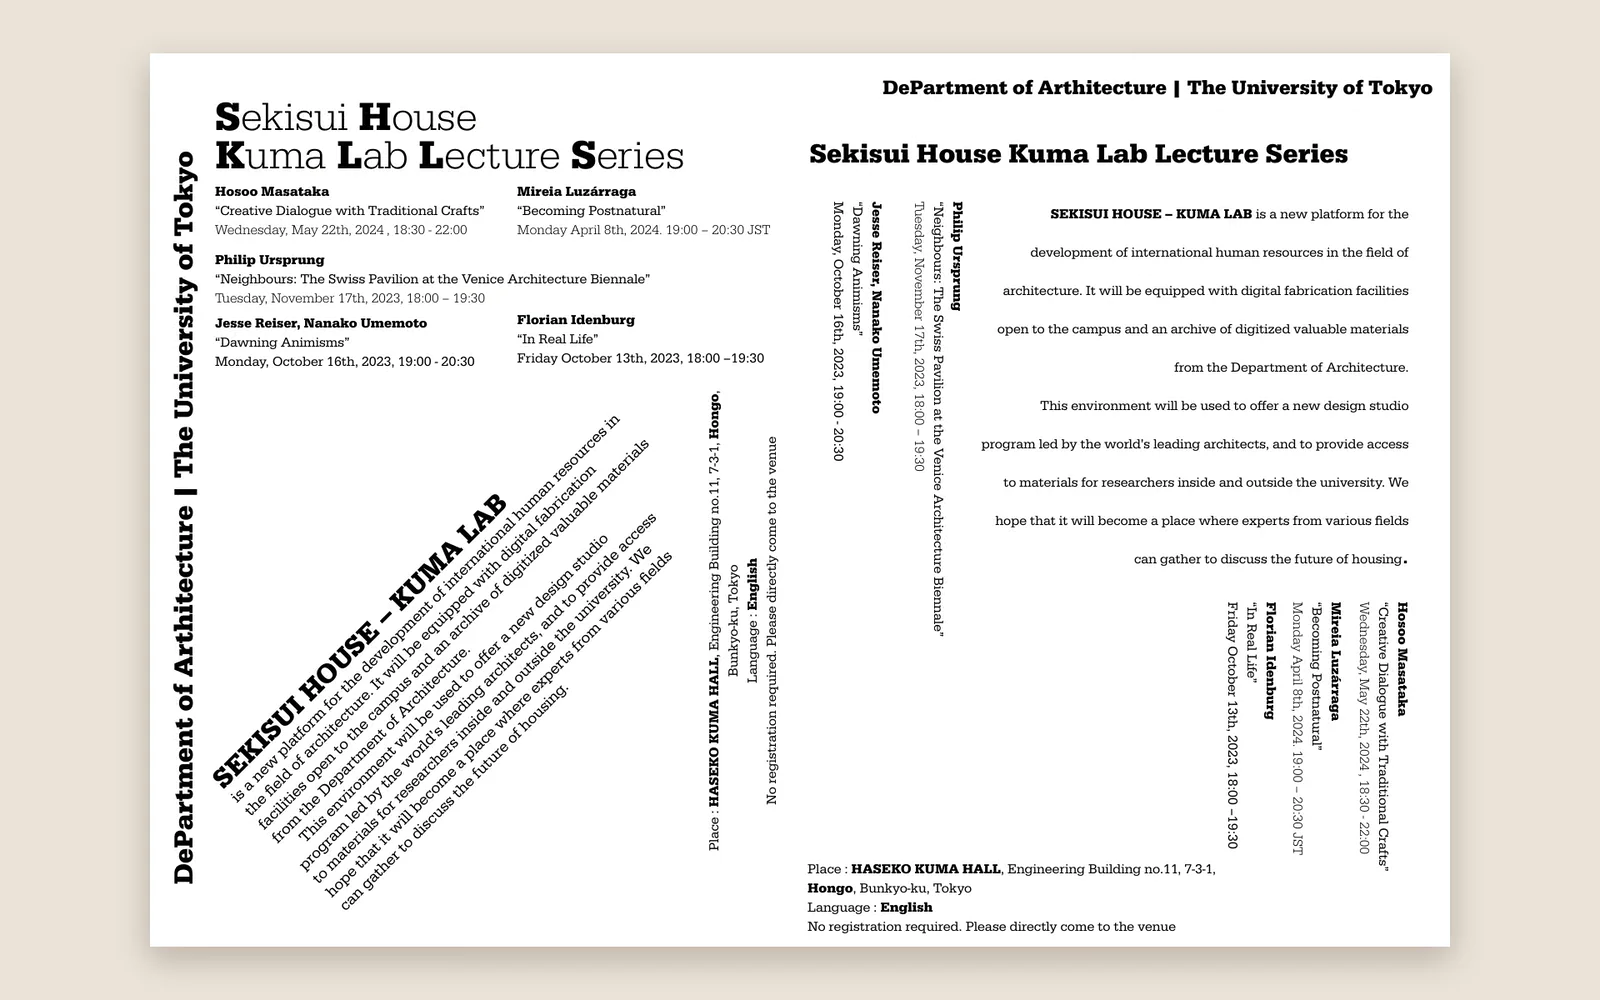 DePartment of Arthitecture | The University of Tokyo
Sekisui House
Kuma Lab Lecture Series
Hosoo Masataka
“Creative Dialogue with Traditional Crafts”
Wednesday, May 22th, 2024 , 18:30 - 22:00
Mireia Luzárraga
“Becoming Postnatural”
Monday April 8th, 2024. 19:00 – 20:30 JST
Philip Ursprung
“Neighbours: The Swiss Pavilion at the Venice Architecture Biennale”
Tuesday, November 17th, 2023, 18:00 – 19:30
Jesse Reiser, Nanako Umemoto
“Dawning Animisms”
Monday, October 16th, 2023, 19:00 - 20:30
Florian Idenburg
“In Real Life”
Friday October 13th, 2023, 18:00 –19:30
SEKISUI HOUSE – KUMA LAB
is a new platform for the development of international human resources in
the field of architecture. It will be equipped with digital fabrication
facilities open to the campus and an archive of digitized valuable materials
from the Department of Architecture.
This environment will be used to offer a new design studio
program led by the world's leading architects, and to provide access
to materials for researchers inside and outside the university. We
hope that it will become a place where experts from various fields
can gather to discuss the future of housing.
Place : HASEKO KUMA HALL, Engineering Building no.11, 7-3-1, Hongo,
Bunkyo-ku, Tokyo
Language : English
No registration required. Please directly come to the venue
DePartment of Arthitecture | The University of Tokyo
Sekisui House Kuma Lab Lecture Series
Jesse Reiser, Nanako Umemoto
“Dawning Animisms”
Monday, October 16th, 2023, 19:00 - 20:30
Philip Ursprung
“Neighbours: The Swiss Pavilion at the Venice Architecture Biennale”
Tuesday, November 17th, 2023, 18:00 – 19:30
SEKISUI HOUSE – KUMA LAB is a new platform for the
development of international human resources in the field of
architecture. It will be equipped with digital fabrication facilities
open to the campus and an archive of digitized valuable materials
from the Department of Architecture.
This environment will be used to offer a new design studio
program led by the world's leading architects, and to provide access
to materials for researchers inside and outside the university. We
hope that it will become a place where experts from various fields
can gather to discuss the future of housing.
Florian Idenburg
“In Real Life”
Friday October 13th, 2023, 18:00 –19:30
Mireia Luzárraga
“Becoming Postnatural”
Monday April 8th, 2024. 19:00 – 20:30 JST
Hosoo Masataka
“Creative Dialogue with Traditional Crafts”
Wednesday, May 22th, 2024 , 18:30 - 22:00
Place : HASEKO KUMA HALL, Engineering Building no.11, 7-3-1,
Hongo, Bunkyo-ku, Tokyo
Language : English
No registration required. Please directly come to the venue